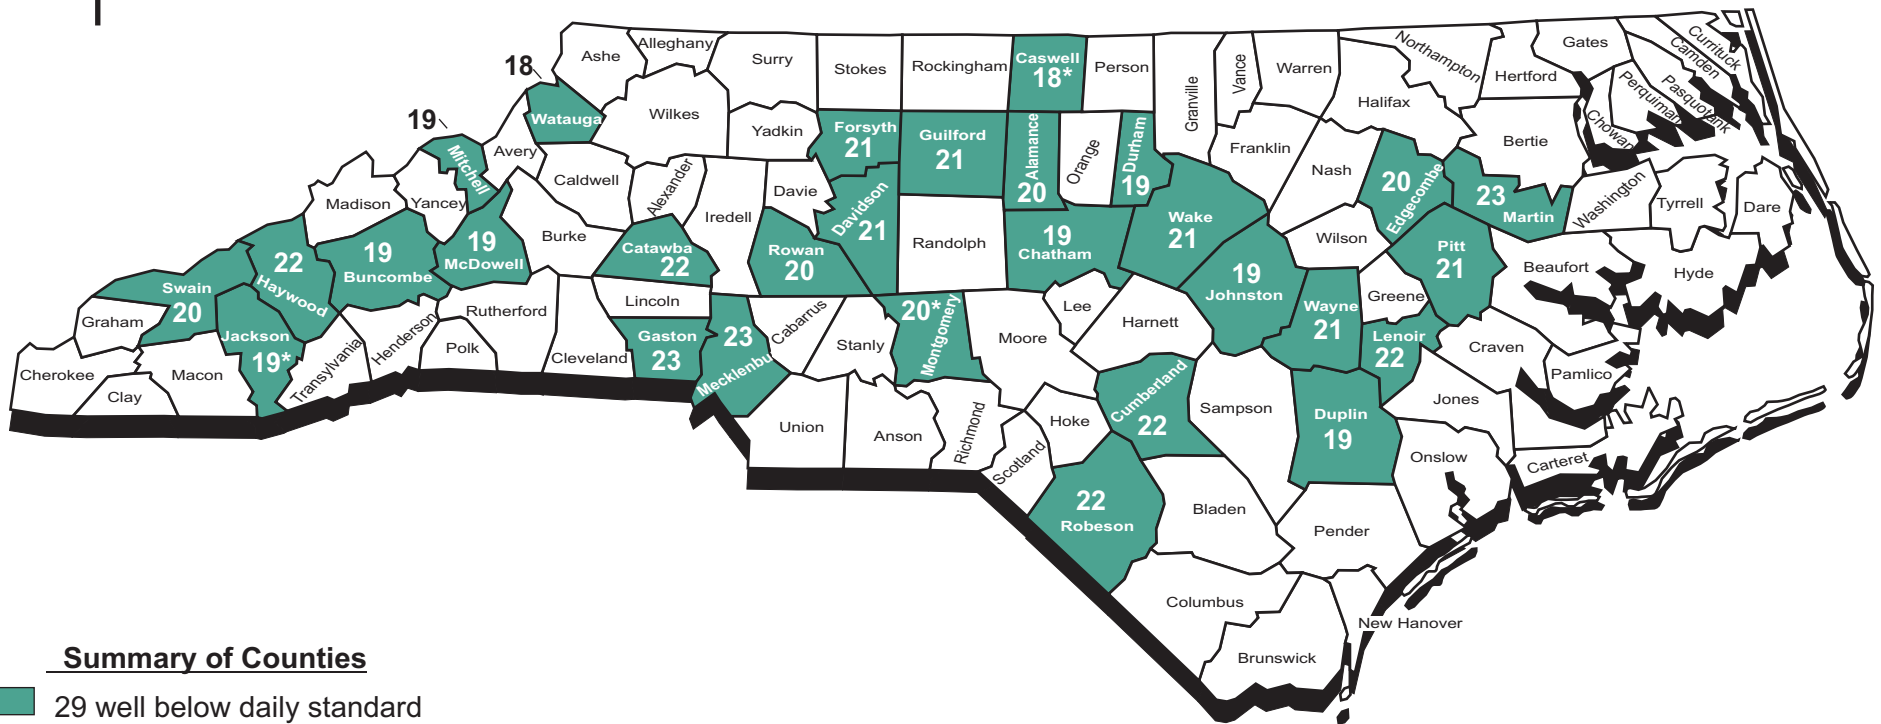 Ashe
Alleghany
Surry
Stokes
Rockingham
Caswell
18*
Person
Granville
Vance
Warren
Northampton
Hertford
Gates
Currituck
Camden
Pasquotank
Perquiman
Chowan
18
Watauga
Wilkes
Yadkin
Forsyth
21
Guilford
21
Alamance
20
Orange
Durham
19
Franklin
Halifax
Nash
Bertie
19
Mitchell
Avery
Caldwell
Alexander
Iredell
Davie
Davidson
21
Randolph
19
Chatham
Wake
21
Wilson
20
Edgecombe
23
Martin
Washington
Tyrrell
Dare
Madison
Yancey
Burke
19
McDowell
19
Buncombe
22
Haywood
Swain
20
Graham
Jackson
19*
Catawba
22
Rowan
20
Lincoln
Gaston
23
23
Mecklenbu
Cabarrus
Stanly
20*
Montgomery
Moore
Lee
Harnett
19
Johnston
Wayne
21
Greene
Pitt
21
Beaufort
Hyde
Lenoir
22
Craven
Pamlico
Cherokee
Clay
Macon
Transylvania
Henderson
Polk
Rutherford
Cleveland
Union
Anson
Richmond
Scotland
Hoke
Cumberland
22
Sampson
Duplin
19
Jones
Onslow
Carteret
22
Robeson
Bladen
Pender
Columbus
New Hanover
Brunswick
Summary of Counties
29 well below daily standard